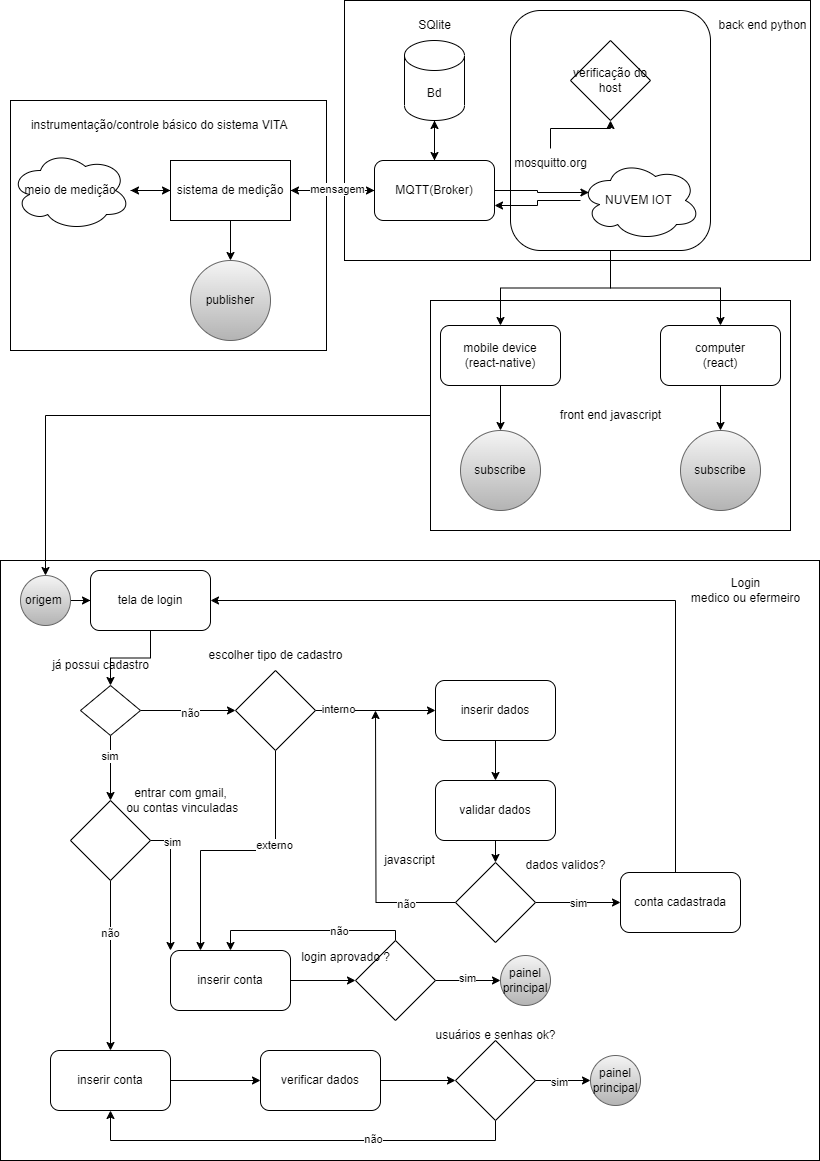 SQlite
back end python
Bd
verificação do
host
mosquitto.org
MQTT(Broker)
NUVEM IOT
instrumentação/controle básico do sistema VITA
meio de medição
sistema de medição
mensagem
publisher
mobile device
(react-native)
computer
(react)
front end javascript
subscribe
subscribe
Login
medico ou efermeiro
origem
tela de login
já possui cadastro
escolher tipo de cadastro
não
interno
inserir dados
sim
entrar com gmail,
ou contas vinculadas
validar dados
sim
externo
javascript
dados validos?
não
sim
conta cadastrada
não
não
login aprovado ?
inserir conta
sim
painel
principal
usuários e senhas ok?
inserir conta
verificar dados
sim
painel
principal
não